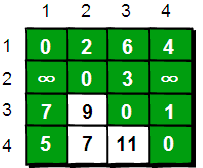 1 2 3 4
1 0 2 6 4
2 ∞ 0 3 ∞
3 7 9 0 1
4 5 7 11 0